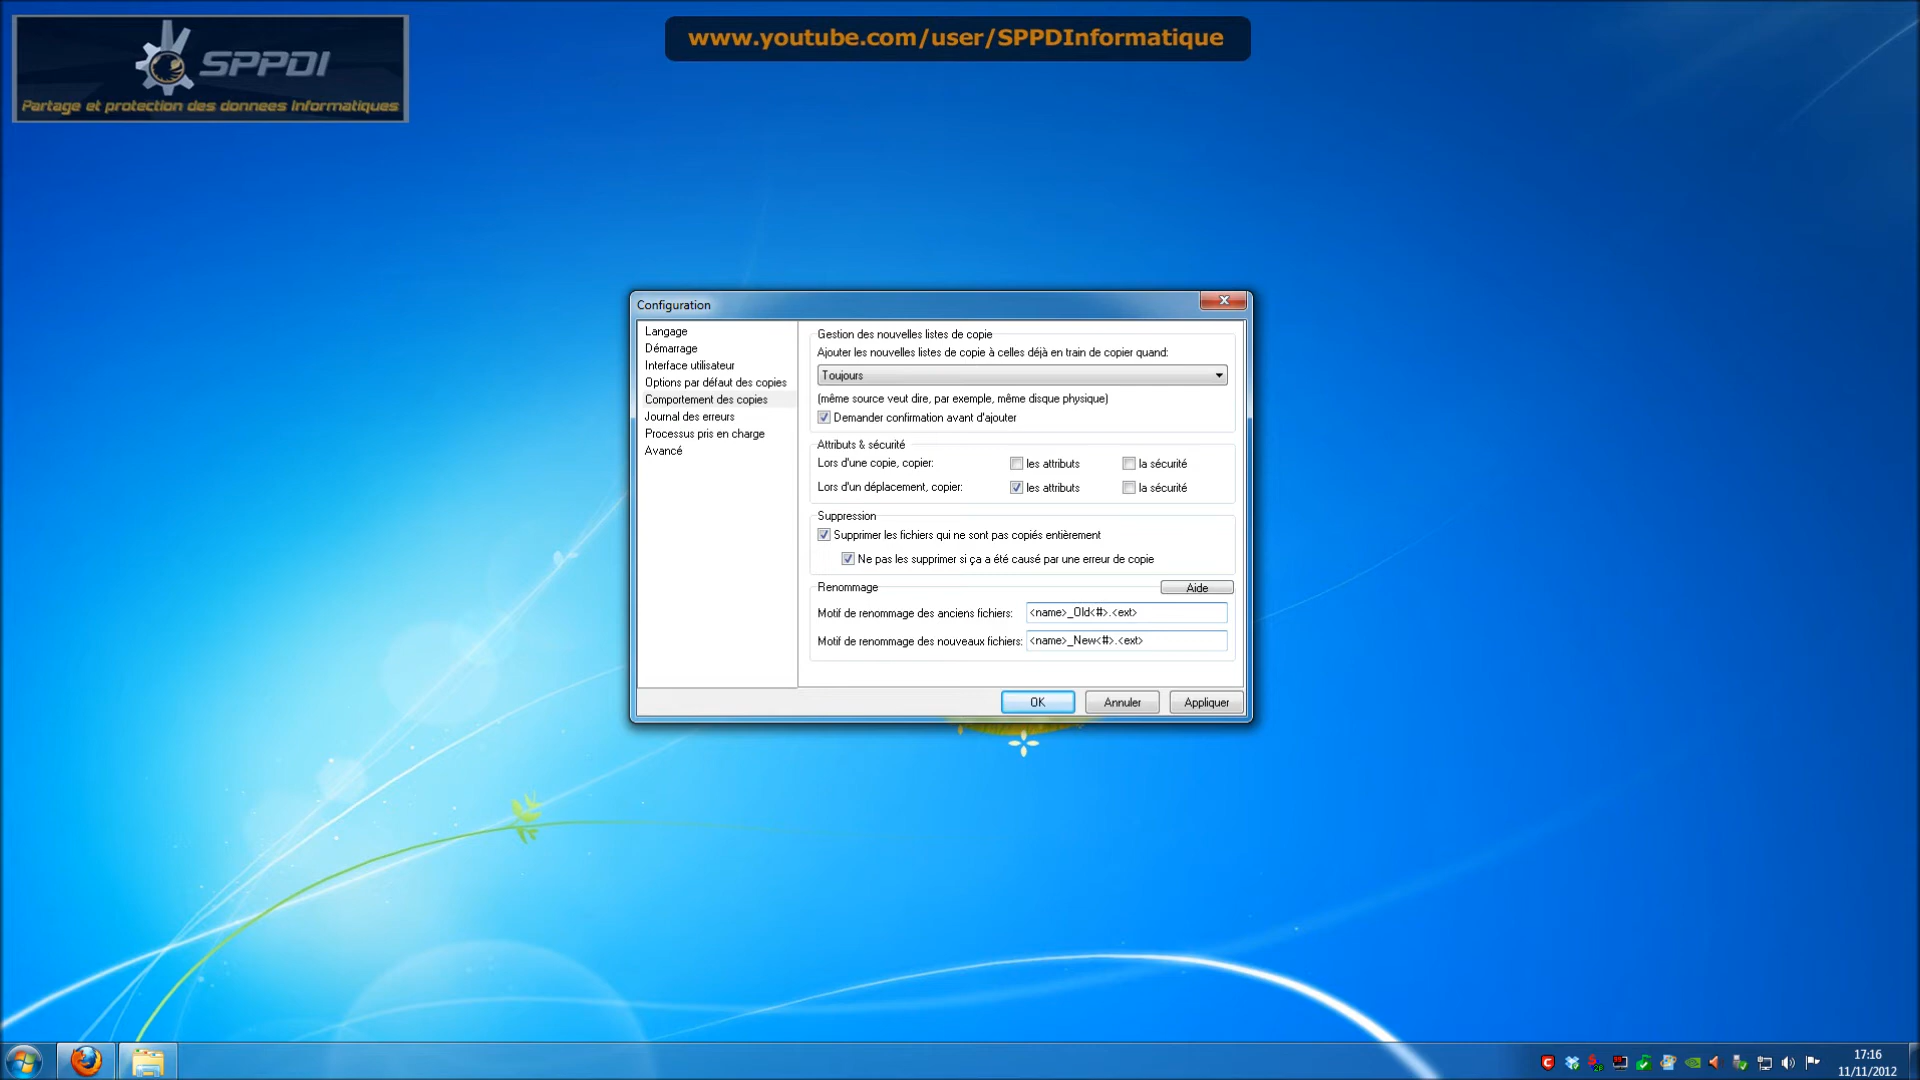 www.youtube.com/user/SPPDInformatique
SPPDI
Partage et protection des donnees Informatiques
Configuration
Langage
Démarrage
Interface utilisateur
Options par défaut des copies
Comportement des copies
Journal des erreurs
Processus pris en charge
Avancé
Gestion des nouvelles listes de copie
Ajouter les nouvelles listes de copie à celles déjà en train de copier quand:
Toujours
(même source veut dire, par exemple, même disque physique)
Demander confirmation avant d'ajouter
Attributs & sécurité
Lors d'une copie, copier: les attributs la sécurité
Lors d'un déplacement, copier: les attributs la sécurité
Suppression
Supprimer les fichiers qui ne sont pas copiés entièrement
Ne pas les supprimer si ça a été causé par une erreur de copie
Renommage Aide
Motif de renommage des anciens fichiers: <name>_Old<#>.<ext>
Motif de renommage des nouveaux fichiers: <name>_New<#>.<ext>
OK Annuler Appliquer
17:16
11/11/2012